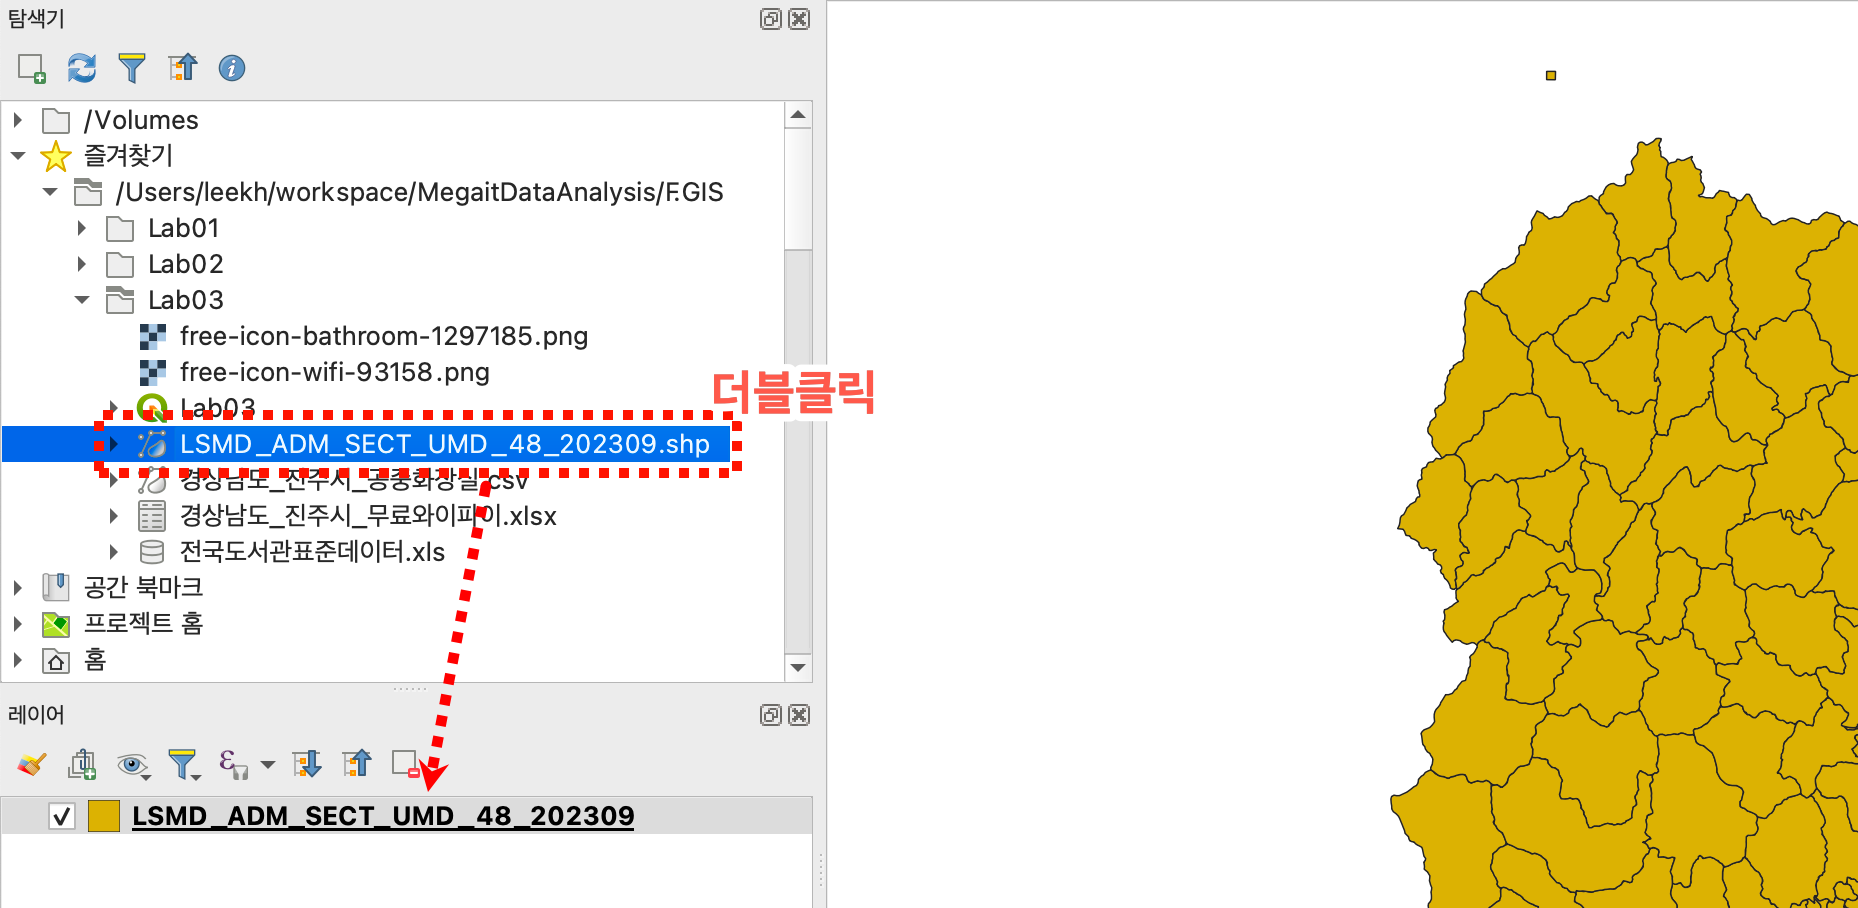 탐색기
/Volumes
즐겨찾기
/Users/leekh/workspace/MegaitDataAnalysis/F.GIS
Lab01
Lab02
Lab03
free-icon-bathroom-1297185.png
free-icon-wifi-93158.png
더블클릭
Lab03
LSMD_ADM_SECT_UMD_48_202309.shp
경상남도_진주시_공중화장실.csv
경상남도_진주시_무료와이파이.xlsx
전국도서관표준데이터.xls
공간 북마크
프로젝트 홈
홈
레이어
LSMD_ADM_SECT_UMD_48_202309